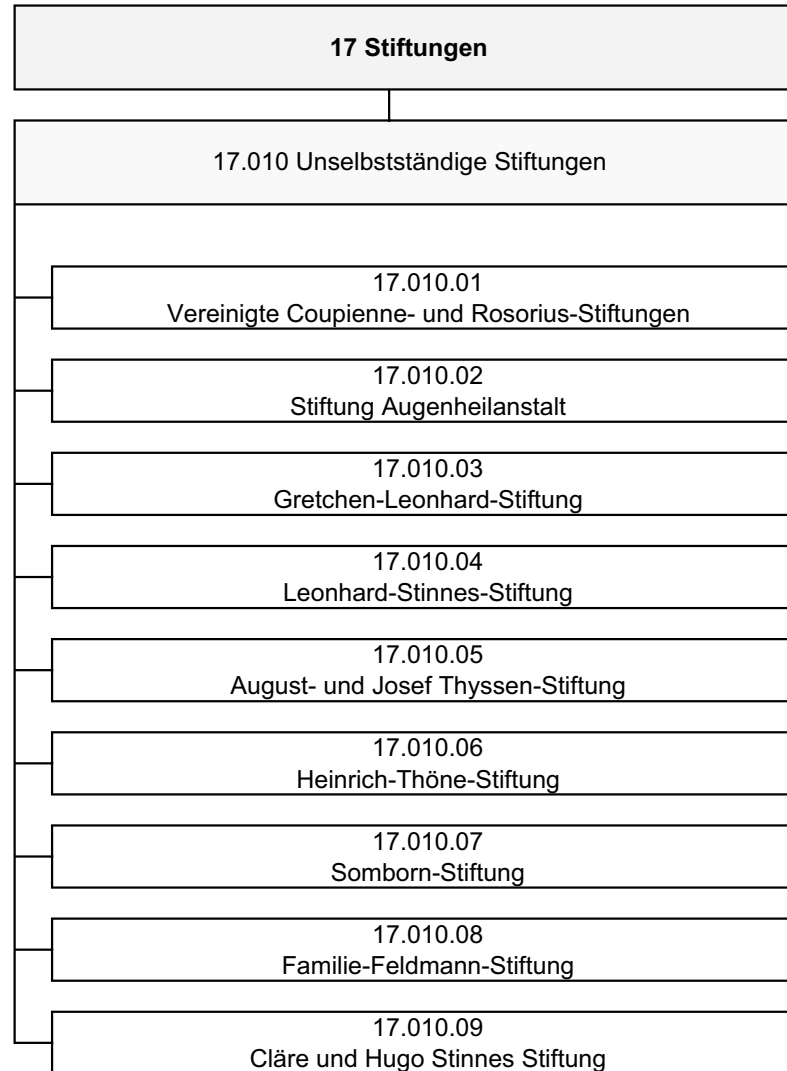 17 Stiftungen
17.010 Unselbstständige Stiftungen
17.010.01
Vereinigte Coupienne- und Rosorius-Stiftungen
17.010.02
Stiftung Augenheilanstalt
17.010.03
Gretchen-Leonhard-Stiftung
17.010.04
Leonhard-Stinnes-Stiftung
17.010.05
August- und Josef Thyssen-Stiftung
17.010.06
Heinrich-Thöne-Stiftung
17.010.07
Somborn-Stiftung
17.010.08
Familie-Feldmann-Stiftung
17.010.09
Cläre und Hugo Stinnes Stiftung